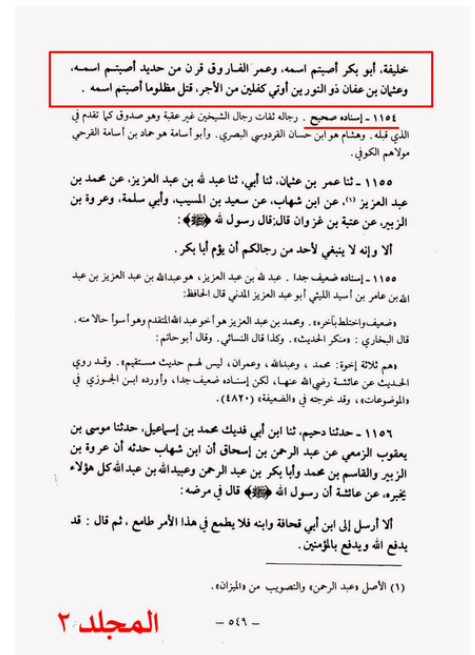 خليفة، أبو بكر أصبتم اسمه، وعمر الفاروق قرن من حديد أصبتم اسمه،
وعثمان بن عفان ذو النورين أوتي كفلين من الأجر، قتل مظلوما أصبتم اسمه .
١١٥٤ ـ إسناده صحيح . رجاله ثقات رجال الشيخين غير عقبة وهو صدوق كما تقدم في
الذي قبله . وهشام هو ابن حسان القردوسي البصري . وأبو أسامة هو حماد بن أسامة القرحي
مولاهم الكوفي.
١١٥٥ ـ ثنا عمر بن عثمان، ثنا أبي، ثنا عبد لله بن عبد العزيز، عن محمد بن
عبد العزيز (١)، عن ابن شهاب، عن سعيد بن المسيب، وأبي سلمة، وعروة بن
الزبير، عن عتبة بن غزوان قال:قال رسول لله ﷺ :
ألا وإنه لا ينبغي لأحد من رجالكم أن يؤم أبا بكر .
١١٥٥ ـ إسناده ضعيف جدا . عبد لله بن عبد العزيز، هو عبدالله بن عبد العزيز بن عبد
الله بن عامر بن أسيد الليثي أبو عبد العزيز المدني قال الحافظ:
«ضعيف واختلط بآخره» . ومحمد بن عبد العزيز هو أخو عبد الله المتقدم وهو أسوأ حالا منه .
قال البخاري : «منكر الحديث» . وكذا قال النسائي . وقال أبو حاتم :
«هم ثلاثة إخوة: محمد ، وعبدالله ، وعمران، ليس لهم حديث مستقيم» . وقد روي
الحديث عن عائشة رضي الله عنها، لكن إسناده ضعيف جدا، وأورده ابن الجوزي في
«الموضوعات» ، وقد خرجته في «الضعيفة» (٤٨٢٠) .
١١٥٦ ـ حدثنا دحيم، ثنا ابن أبي فديك محمد بن إسماعيل، حدثنا موسى بن
يعقوب الزمعي عن عبد الرحمن بن إسحاق أن ابن شهاب حدثه أن عروة بن
الزبير والقاسم بن محمد وأبا بكر بن عبد الرحمن وعبيد الله بن عبد الله كل هؤلاء
يخبره، عن عائشة أن رسول الله ﷺ قال في مرضه :
ألا أرسل إلى ابن أبي قحافة وابنه فلا يطمع في هذا الأمر طامع ، ثم قال : قد
يدفع الله ويدفع بالمؤمنين .
(١) الأصل «عبد الرحمن» والتصويب من «الميزان» .
المجلد ٢
ـ ٥٤٩ ـ